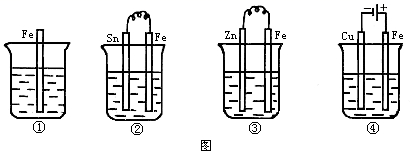 Fe
Sn Fe
Zn Fe
Cu − + Fe
① ② ③ ④
图